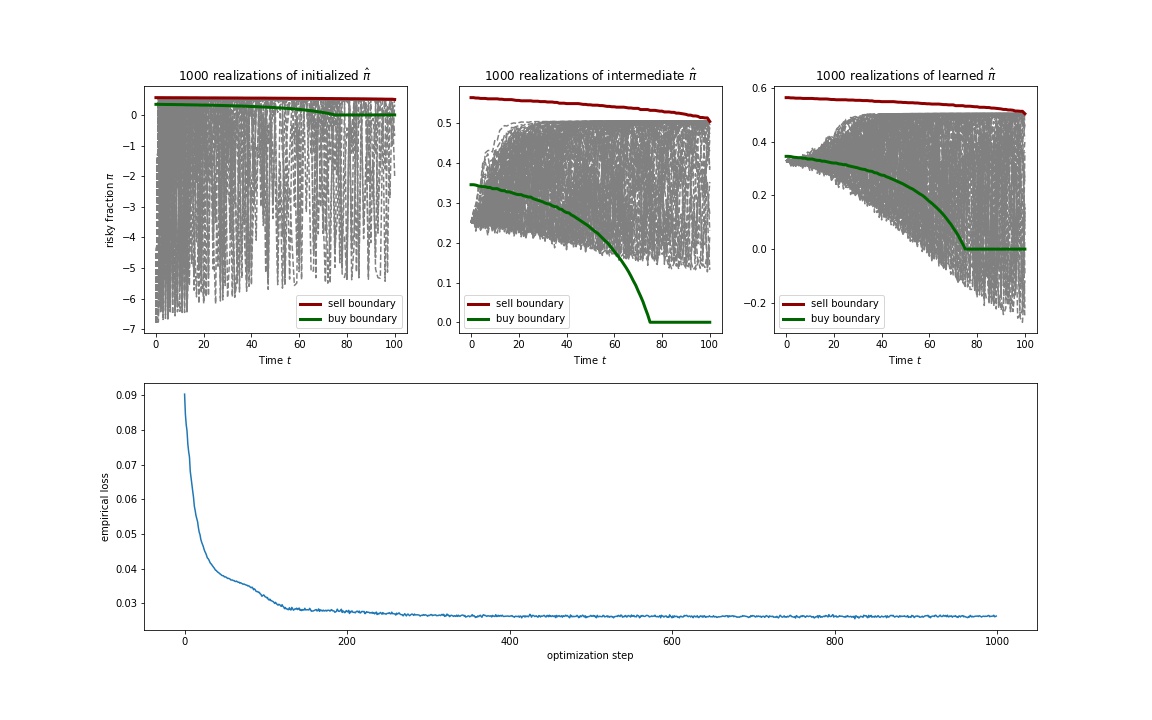 1000 realizations of initialized π̂
1000 realizations of intermediate π̂
1000 realizations of learned π̂
risky fraction π
0
−1
−2
−3
−4
−5
−6
−7
0 20 40 60 80 100
Time t
sell boundary
buy boundary
0.5
0.4
0.3
0.2
0.1
0.0
0 20 40 60 80 100
Time t
sell boundary
buy boundary
0.6
0.4
0.2
0.0
−0.2
0 20 40 60 80 100
Time t
sell boundary
buy boundary
empirical loss
0.09
0.08
0.07
0.06
0.05
0.04
0.03
0 200 400 600 800 1000
optimization step